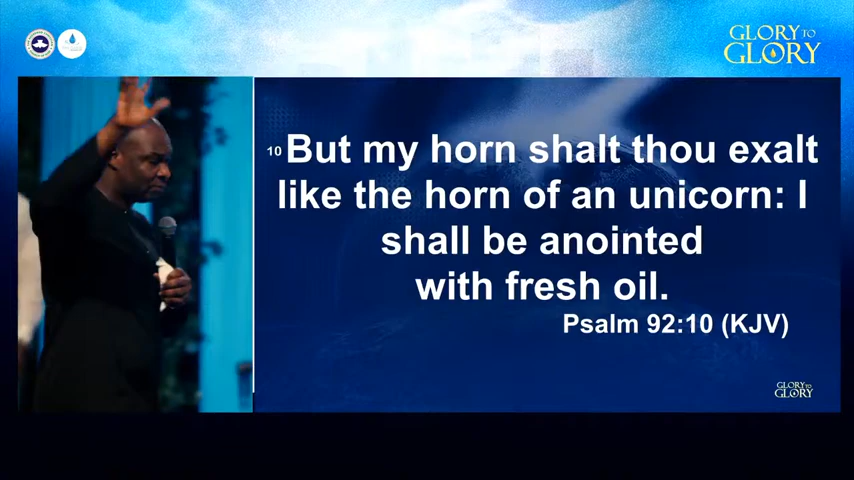 GLORY TO
GLORY
10 But my horn shalt thou exalt
like the horn of an unicorn: I
shall be anointed
with fresh oil.
Psalm 92:10 (KJV)
GLORY TO
GLORY